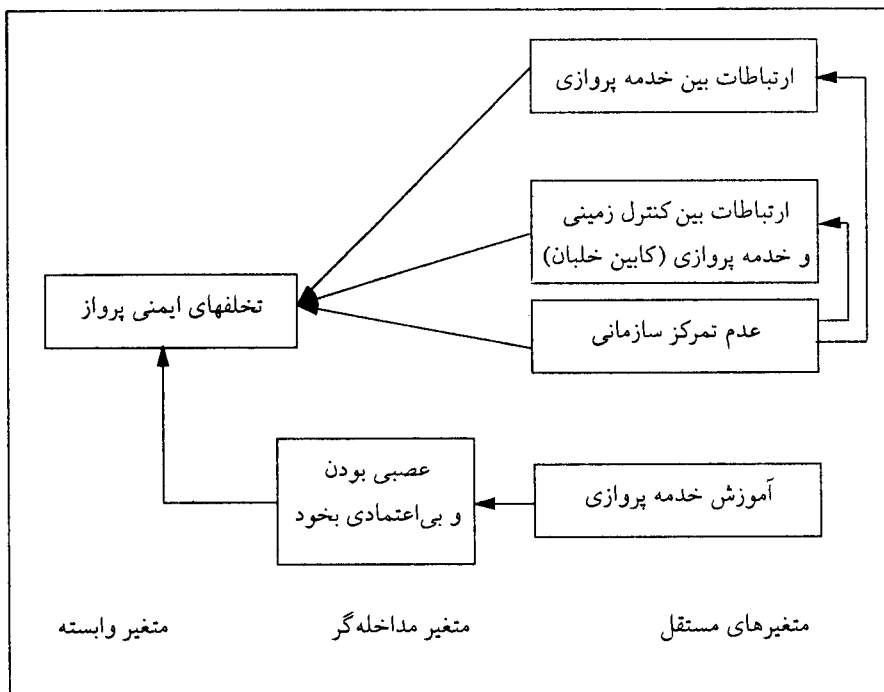 ارتباطات بین خدمه پروازی
ارتباطات بین کنترل زمینی
و خدمه پروازی (کابین خلبان)
عدم تمرکز سازمانی
تخلفهای ایمنی پرواز
آموزش خدمه پروازی
عصبی بودن
و بی‌اعتمادی بخود
متغیرهای مستقل
متغیر مداخله‌گر
متغیر وابسته